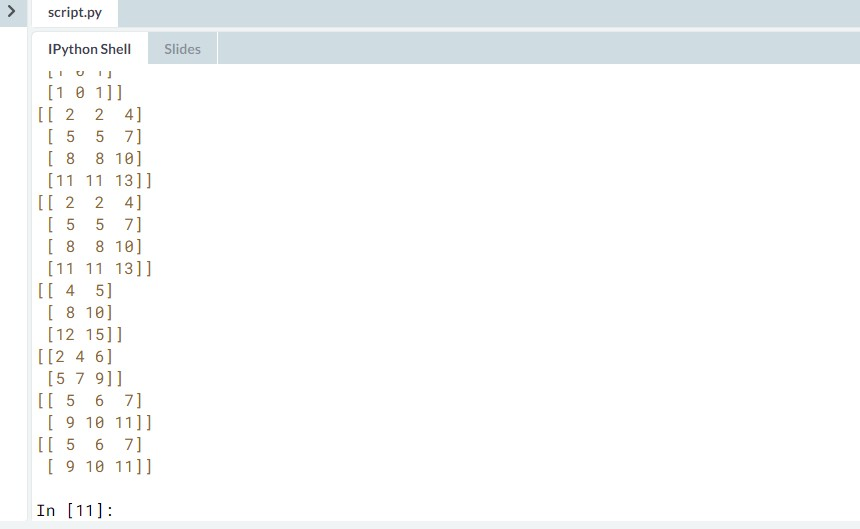 script.py
IPython Shell
Slides
[1 0 1]
 [1 0 1]]
[[ 2  2  4]
 [ 5  5  7]
 [ 8  8 10]
 [11 11 13]]
[[ 2  2  4]
 [ 5  5  7]
 [ 8  8 10]
 [11 11 13]]
[[ 4  5]
 [ 8 10]
 [12 15]]
[[2 4 6]
 [5 7 9]]
[[ 5  6  7]
 [ 9 10 11]]
[[ 5  6  7]
 [ 9 10 11]]
In [11]: